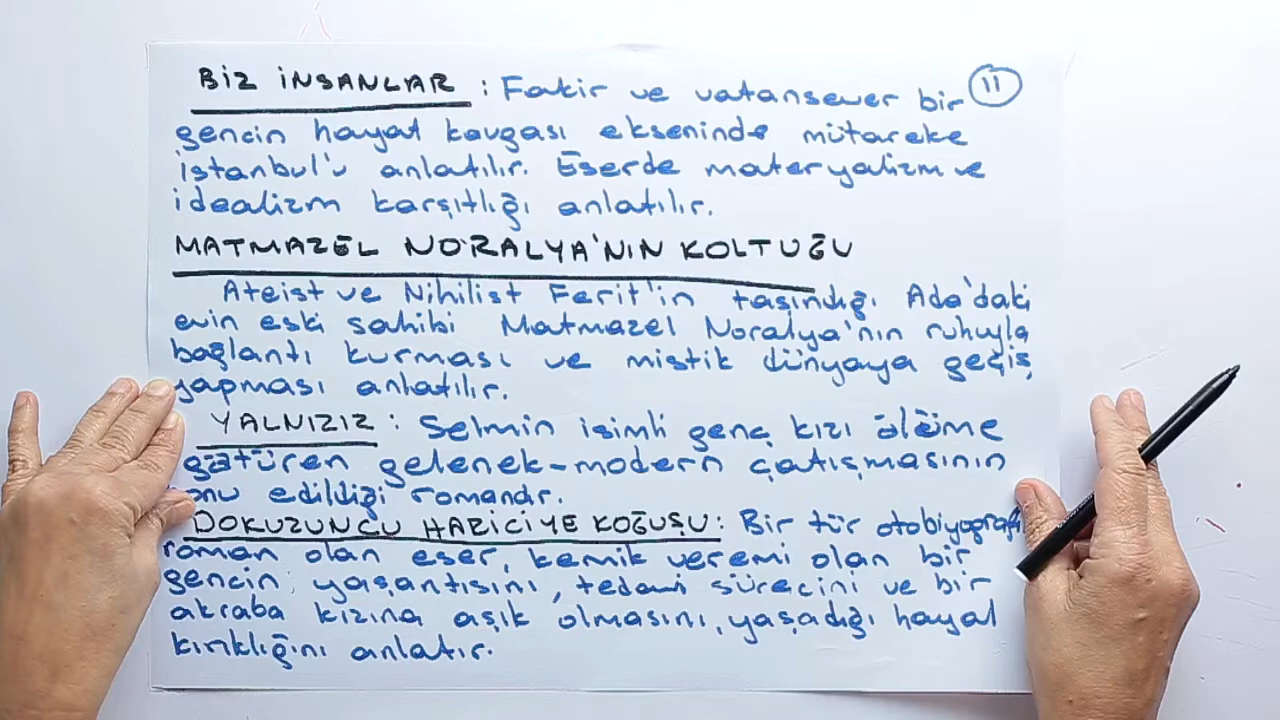 BİZ İNSANLAR : Fakir ve vatansever bir 11
gencin hayat kavgası ekseninde mütareke
İstanbul'u anlatılır. Eserde materyalizm ve
idealizm karşıtlığı anlatılır.
MATMAZEL NORALYA'NIN KOLTUĞU
Ateist ve Nihilist Ferit'in taşındığı Ada'daki
evin eski sahibi Matmazel Noralya'nın ruhuyla
bağlantı kurması ve mistik dünyaya geçiş
yapması anlatılır.
YALNIZIZ : Selmin isimli genç kızı ölüme
götüren gelenek-modern çatışmasının
konu edildiği romandır.
DOKUZUNCU HARİCİYE KOĞUŞU : Bir tür otobiyografik
roman olan eser, kemik veremi olan bir
gencin yaşantısını, tedavi sürecini ve bir
akraba kızına aşık olmasını, yaşadığı hayal
kırıklığını anlatır.